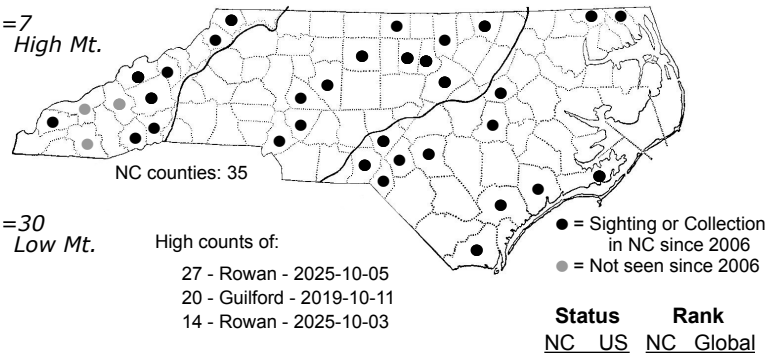 =7
High Mt.
NC counties: 35
=30
Low Mt.
High counts of:
27 - Rowan - 2025-10-05
20 - Guilford - 2019-10-11
14 - Rowan - 2025-10-03
= Sighting or Collection
in NC since 2006
= Not seen since 2006
Status Rank
NC US NC Global